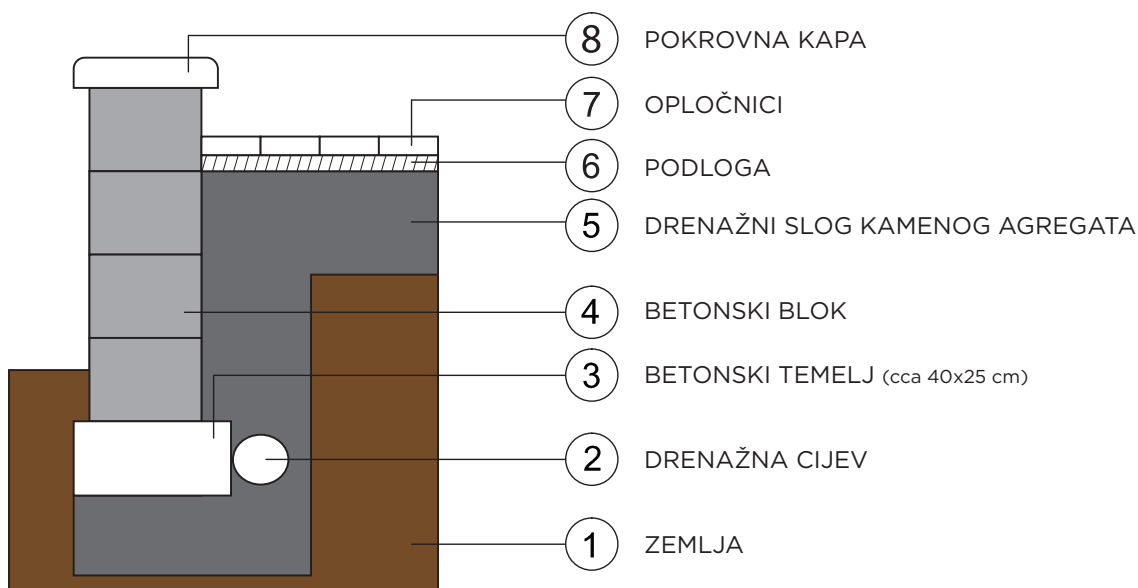 8 POKROVNA KAPA
7 OPLOČNICI
6 PODLOGA
5 DRENAŽNI SLOG KAMENOG AGREGATA
4 BETONSKI BLOK
3 BETONSKI TEMELJ (cca 40x25 cm)
2 DRENAŽNA CIJEV
1 ZEMLJA